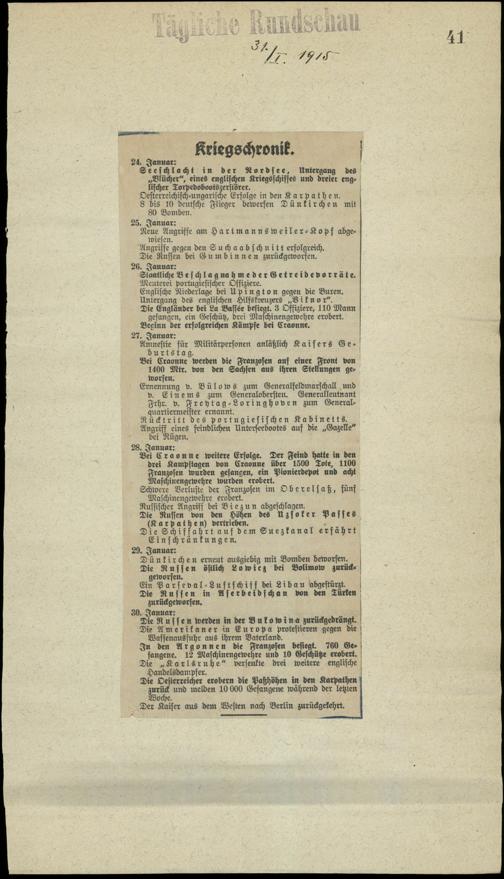 Tägliche Rundschau
41
31./I. 1915
Kriegschronik.
24. Januar:
Seeschlacht in der Nordsee, Untergang des
„Blücher“, eines englischen Kriegsschiffes und dreier eng-
lischer Torpedobootszerstörer.
Oesterreichisch-ungarische Erfolge in den Karpathen.
8 bis 10 deutsche Flieger bewerfen Dünkirchen mit
80 Bomben.
25. Januar:
Neue Angriffe am Hartmannsweiler-Kopf abge-
wiesen.
Angriffe gegen den Suchaabschnitt erfolgreich.
Die Russen bei Gumbinnen zurückgeworfen.
26. Januar:
Staatliche Beschlagnahme der Getreidevorräte.
Meuterei portugiesischer Offiziere.
Englische Niederlage bei Upington gegen die Buren.
Untergang des englischen Hilfskreuzers „Viknor“.
Die Engländer bei La Bassée besiegt. 3 Offiziere, 110 Mann
gefangen, ein Geschütz, drei Maschinengewehre erobert.
Beginn der erfolgreichen Kämpfe bei Craonne.
27. Januar:
Amnestie für Militärpersonen anläßlich Kaisers Ge-
burtstag.
Bei Craonne werden die Franzosen auf einer Front von
1400 Mtr. von den Sachsen aus ihren Stellungen ge-
worfen.
Ernennung v. Bülows zum Generalfeldmarschall und
v. Einems zum Generalobersten. Generalleutnant
Frhr. v. Freytag-Loringhoven zum General-
quartiermeister ernannt.
Rücktritt des portugiesischen Kabinetts.
Angriff eines feindlichen Unterseebootes auf die „Gazelle“
bei Rügen.
28. Januar:
Bei Craonne weitere Erfolge. Der Feind hatte in den
drei Kampftagen von Craonne über 1500 Tote, 1100
Franzosen wurden gefangen, ein Pionierdepot und acht
Maschinengewehre wurden erobert.
Schwere Verluste der Franzosen im Oberelsaß, fünf
Maschinengewehre erobert.
Russischer Angriff bei Biezun abgeschlagen.
Die Russen von den Höhen des Uzsoker Passes
(Karpathen) vertrieben.
Die Schiffahrt auf dem Suezkanal erfährt
Einschränkungen.
29. Januar:
Dünkirchen erneut ausgiebig mit Bomben beworfen.
Die Russen östlich Lowicz bei Bolimow zurück-
geworfen.
Ein Parseval-Luftschiff bei Libau abgestürzt.
Die Russen in Aserbeidschan von den Türken
zurückgeworfen.
30. Januar:
Die Russen werden in der Bukowina zurückgedrängt.
Die Amerikaner in Europa protestieren gegen die
Waffenausfuhr aus ihrem Vaterland.
In den Argonnen die Franzosen besiegt. 760 Ge-
fangene. 12 Maschinengewehre und 10 Geschütze erobert.
Die „Karlsruhe“ versenkte drei weitere englische
Handelsdampfer.
Die Oesterreicher erobern die Paßhöhen in den Karpathen
zurück und melden 10 000 Gefangene während der letzten
Woche.
Der Kaiser aus dem Westen nach Berlin zurückgekehrt.